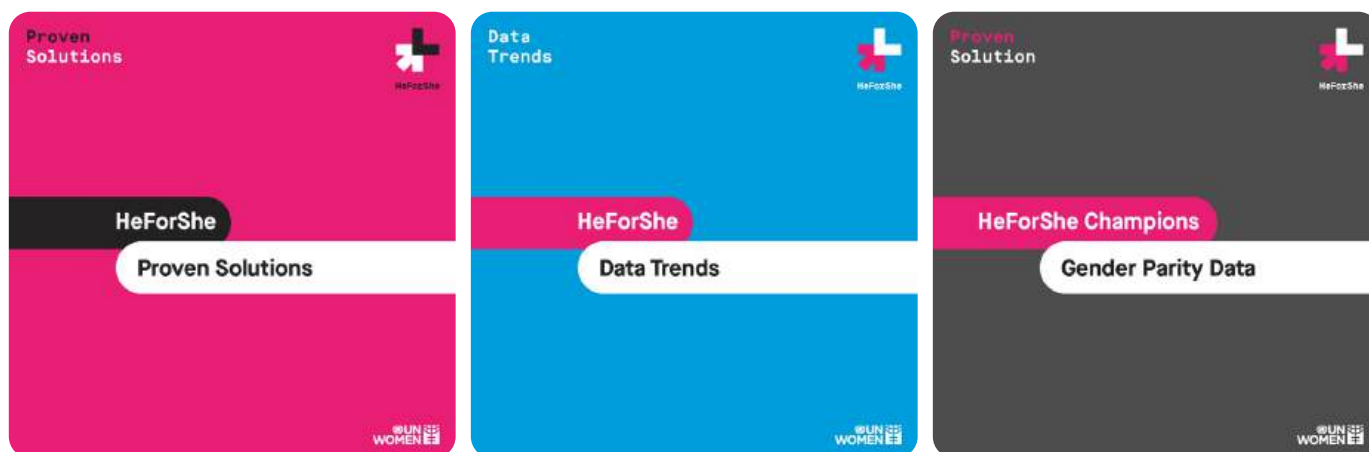 Proven
Solutions
HeForShe
HeForShe
Proven Solutions
UN
WOMEN
Data
Trends
HeForShe
HeForShe
Data Trends
UN
WOMEN
Proven
Solution
HeForShe
HeForShe Champions
Gender Parity Data
UN
WOMEN